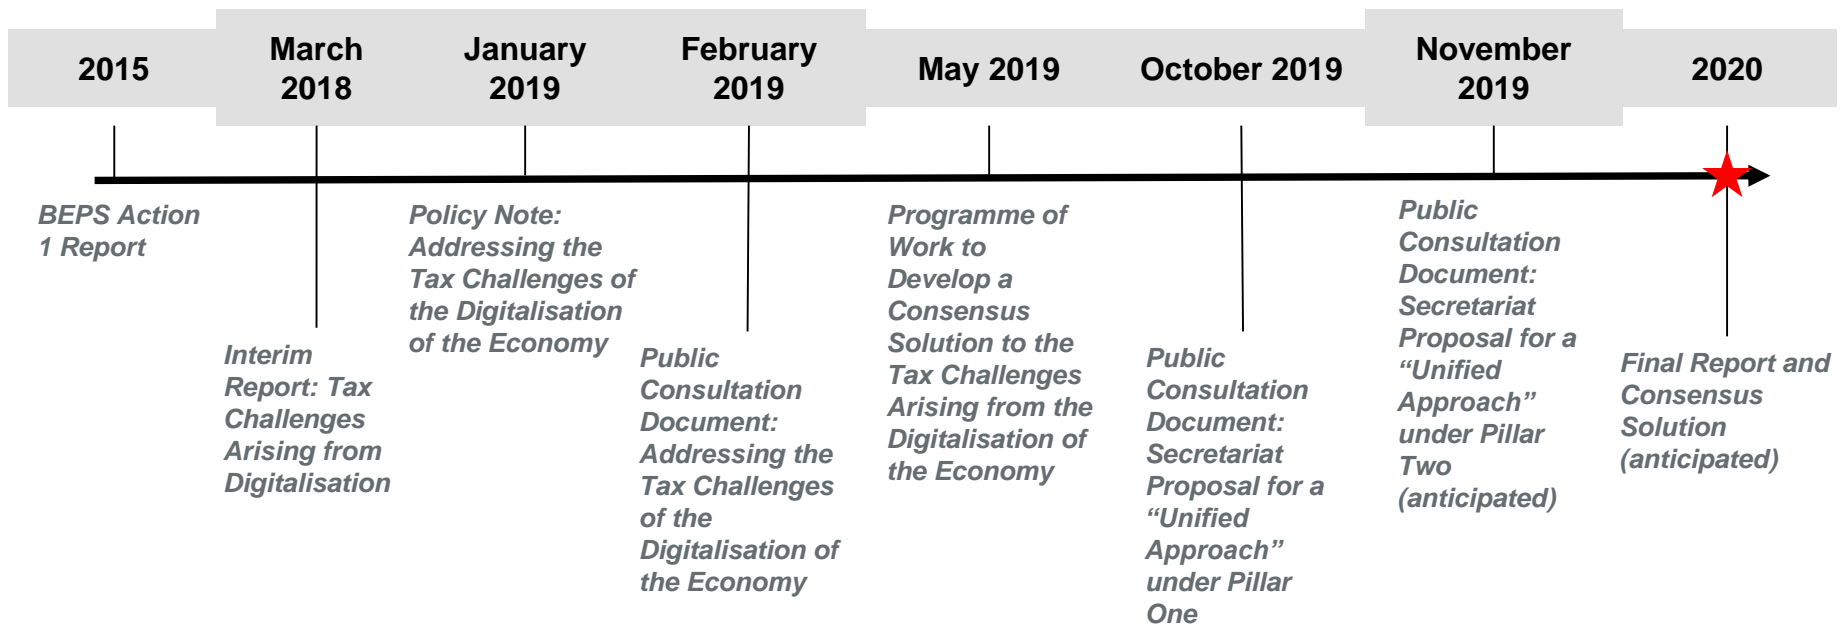 2015
March
2018
January
2019
February
2019
May 2019
October 2019
November
2019
2020
BEPS Action
1 Report
Interim
Report: Tax
Challenges
Arising from
Digitalisation
Policy Note:
Addressing the
Tax Challenges of
the Digitalisation
of the Economy
Public
Consultation
Document:
Addressing the
Tax Challenges
of the
Digitalisation of
the Economy
Programme of
Work to
Develop a
Consensus
Solution to the
Tax Challenges
Arising from the
Digitalisation of
the Economy
Public
Consultation
Document:
Secretariat
Proposal for a
“Unified
Approach”
under Pillar
One
Public
Consultation
Document:
Secretariat
Proposal for a
“Unified
Approach”
under Pillar
Two
(anticipated)
Final Report and
Consensus
Solution
(anticipated)